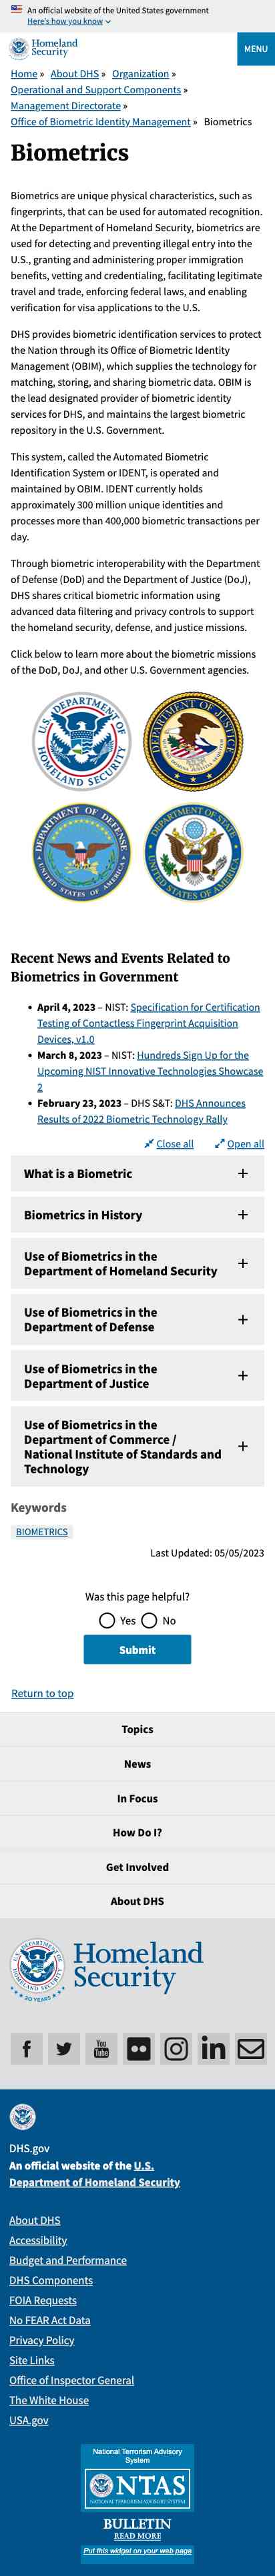 An official website of the United States government
Here's how you know
Homeland
Security
MENU
Home » About DHS » Organization »
Operational and Support Components »
Management Directorate »
Office of Biometric Identity Management » Biometrics
Biometrics
Biometrics are unique physical characteristics, such as
fingerprints, that can be used for automated recognition.
At the Department of Homeland Security, biometrics are
used for detecting and preventing illegal entry into the
U.S., granting and administering proper immigration
benefits, vetting and credentialing, facilitating legitimate
travel and trade, enforcing federal laws, and enabling
verification for visa applications to the U.S.
DHS provides biometric identification services to protect
the Nation through its Office of Biometric Identity
Management (OBIM), which supplies the technology for
matching, storing, and sharing biometric data. OBIM is
the lead designated provider of biometric identity
services for DHS, and maintains the largest biometric
repository in the U.S. Government.
This system, called the Automated Biometric
Identification System or IDENT, is operated and
maintained by OBIM. IDENT currently holds
approximately 300 million unique identities and
processes more than 400,000 biometric transactions per
day.
Through biometric interoperability with the Department
of Defense (DoD) and the Department of Justice (DoJ),
DHS shares critical biometric information using
advanced data filtering and privacy controls to support
the homeland security, defense, and justice missions.
Click below to learn more about the biometric missions
of the DoD, DoJ, and other U.S. Government agencies.
U.S. DEPARTMENT OF
HOMELAND SECURITY
DEPARTMENT OF JUSTICE
DEPARTMENT OF DEFENSE
UNITED STATES OF AMERICA
DEPARTMENT OF STATE
UNITED STATES OF AMERICA
Recent News and Events Related to
Biometrics in Government
• April 4, 2023 – NIST: Specification for Certification
Testing of Contactless Fingerprint Acquisition
Devices, v1.0
• March 8, 2023 – NIST: Hundreds Sign Up for the
Upcoming NIST Innovative Technologies Showcase
2
• February 23, 2023 – DHS S&T: DHS Announces
Results of 2022 Biometric Technology Rally
Close all Open all
What is a Biometric +
Biometrics in History +
Use of Biometrics in the
Department of Homeland Security +
Use of Biometrics in the
Department of Defense +
Use of Biometrics in the
Department of Justice +
Use of Biometrics in the
Department of Commerce /
National Institute of Standards and
Technology +
Keywords
BIOMETRICS
Last Updated: 05/05/2023
Was this page helpful?
Yes No
Submit
Return to top
Topics
News
In Focus
How Do I?
Get Involved
About DHS
20 YEARS
Homeland
Security
f
You
Tube
in
DHS.gov
An official website of the U.S.
Department of Homeland Security
About DHS
Accessibility
Budget and Performance
DHS Components
FOIA Requests
No FEAR Act Data
Privacy Policy
Site Links
Office of Inspector General
The White House
USA.gov
National Terrorism Advisory
System
NTAS
NATIONAL TERRORISM ADVISORY SYSTEM
BULLETIN
READ MORE
Put this widget on your web page